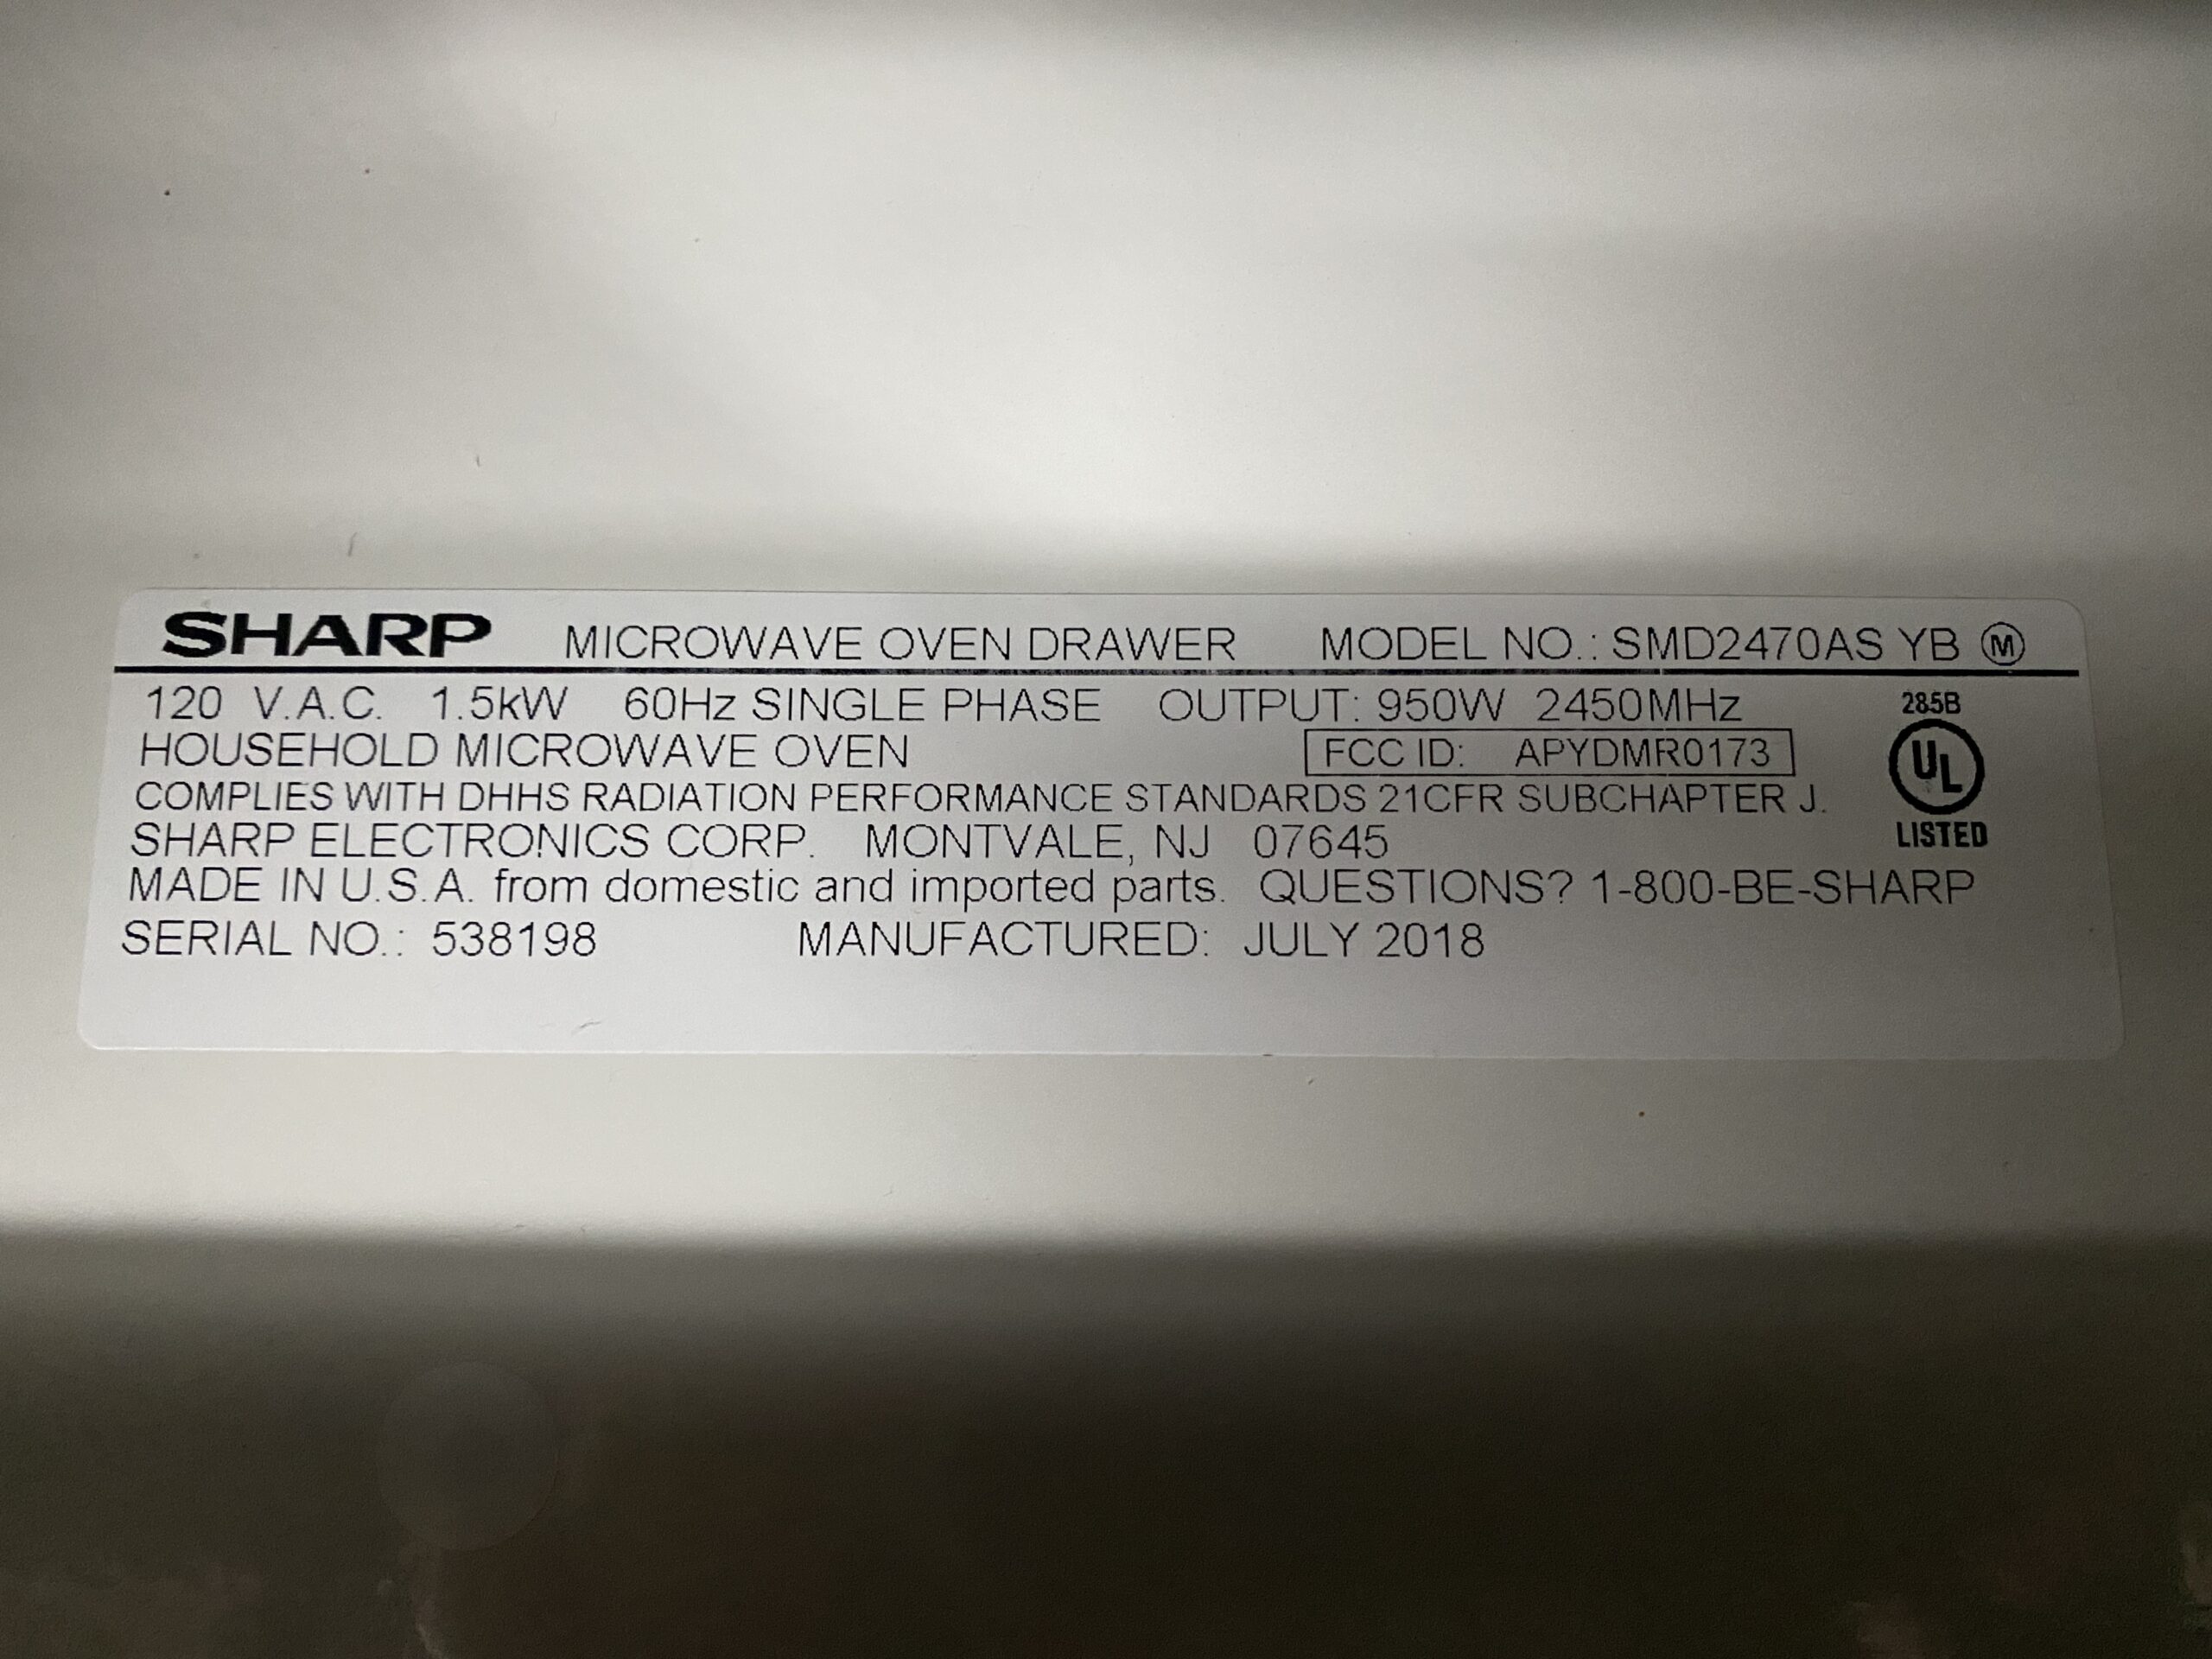 SHARP MICROWAVE OVEN DRAWER MODEL NO.: SMD2470AS YB Ⓜ
120 V.A.C. 1.5kW 60Hz SINGLE PHASE OUTPUT: 950W 2450MHz
285B
HOUSEHOLD MICROWAVE OVEN FCC ID: APYDMR0173
UL
COMPLIES WITH DHHS RADIATION PERFORMANCE STANDARDS 21CFR SUBCHAPTER J.
SHARP ELECTRONICS CORP. MONTVALE, NJ 07645
LISTED
MADE IN U.S.A. from domestic and imported parts. QUESTIONS? 1-800-BE-SHARP
SERIAL NO.: 538198 MANUFACTURED: JULY 2018